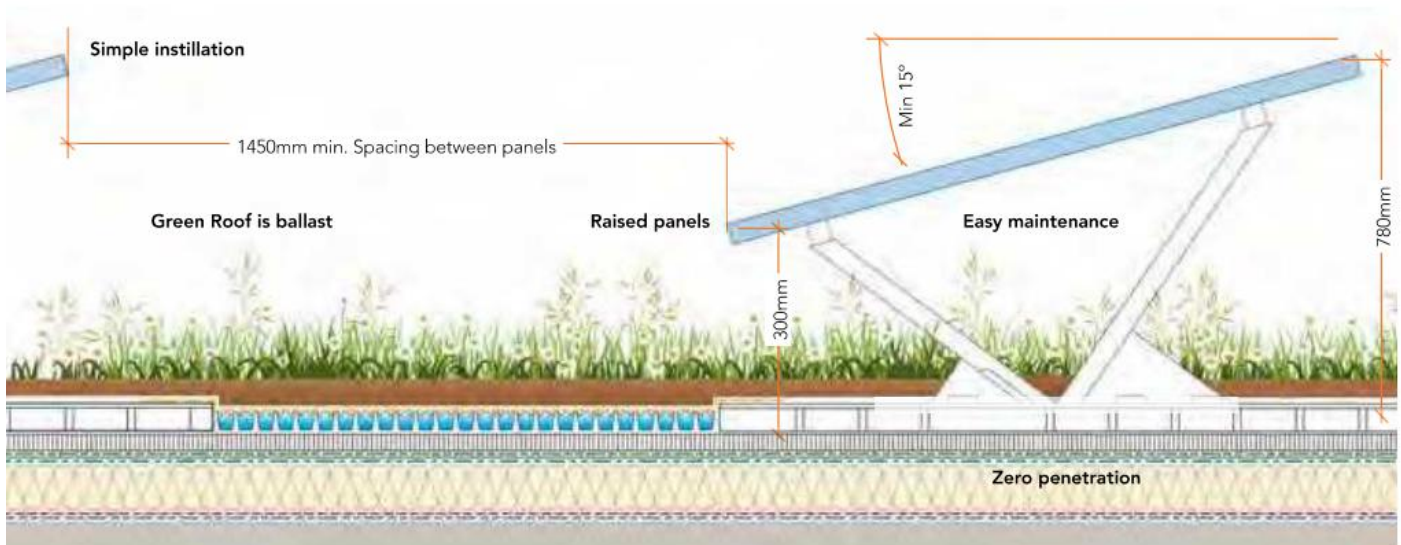 Simple instillation
Min 15°
1450mm min. Spacing between panels
Green Roof is ballast
Raised panels
Easy maintenance
780mm
300mm
Zero penetration